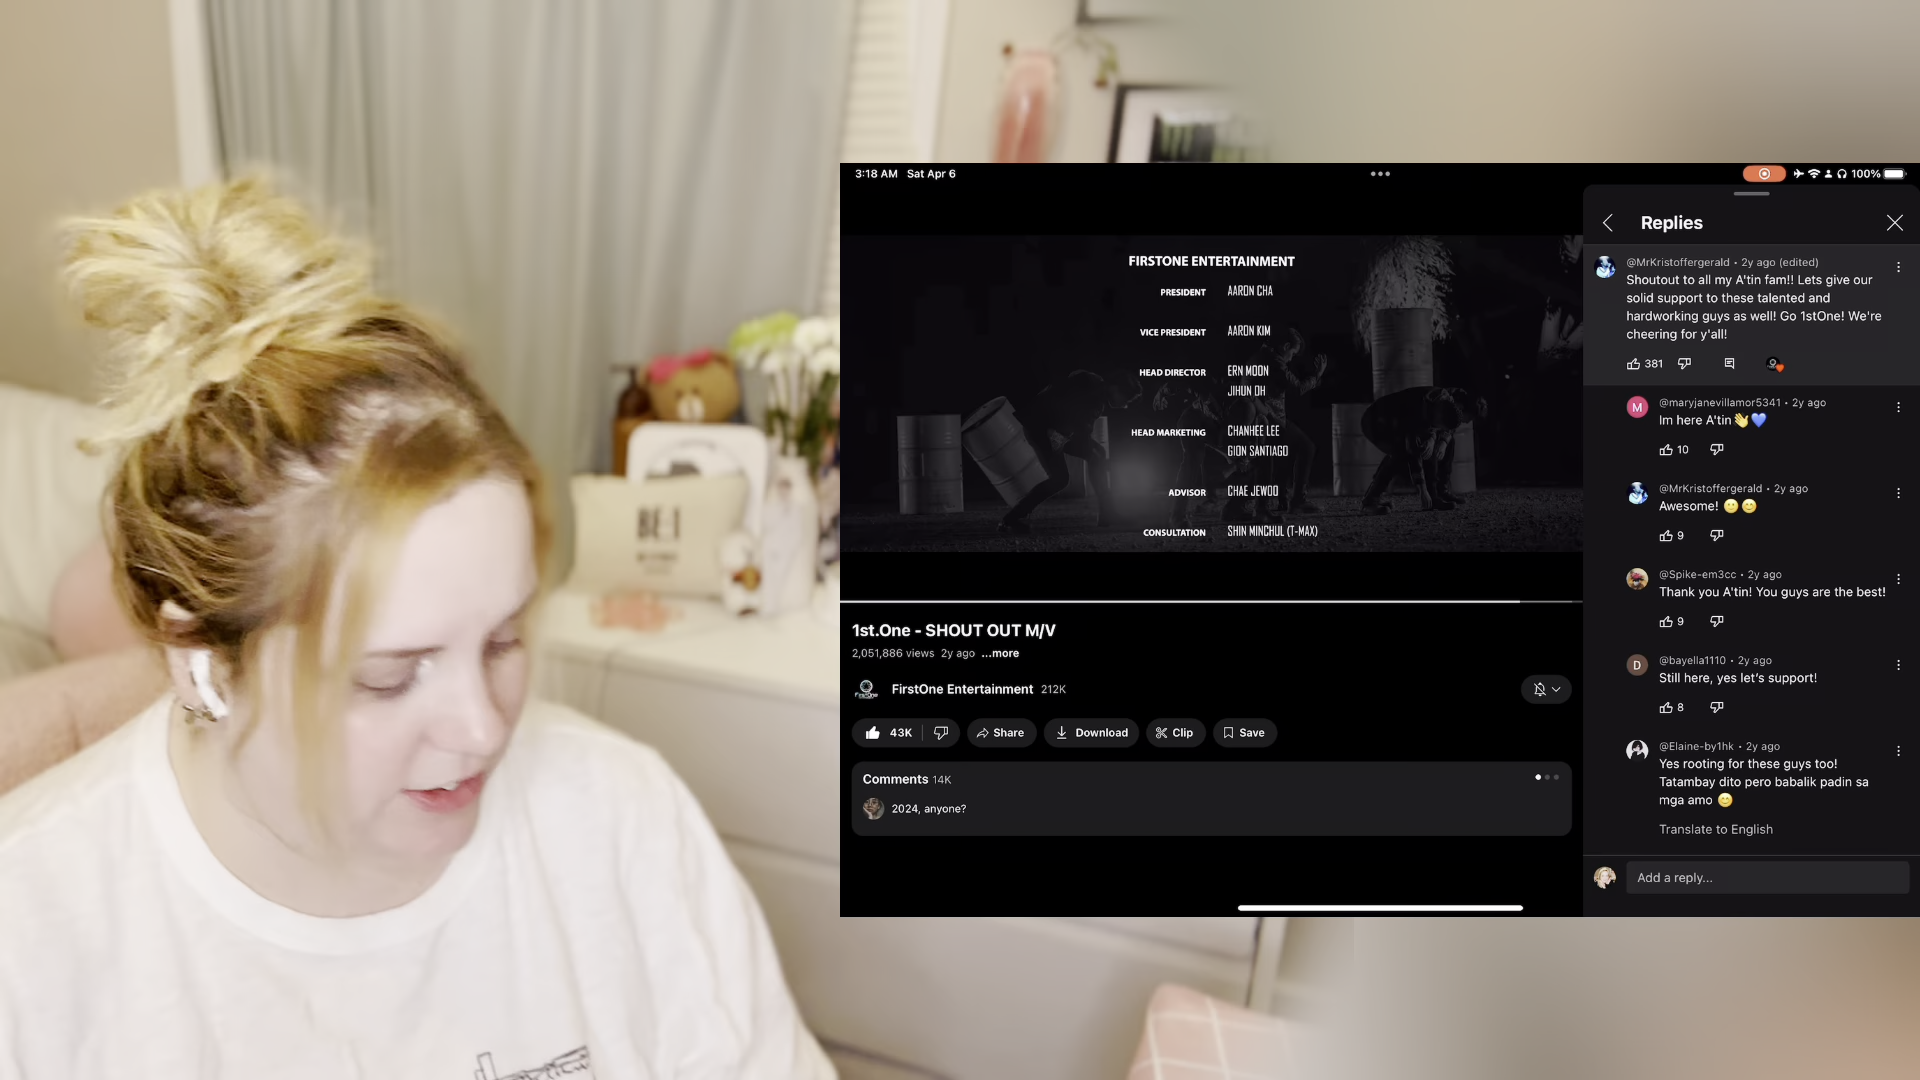 3:18 AM Sat Apr 6
100%
FIRSTONE ENTERTAINMENT
PRESIDENT AARON CHA
VICE PRESIDENT AARON KIM
HEAD DIRECTOR ERN MOON
JIHUN OH
HEAD MARKETING CHANHEE LEE
GION SANTIAGO
ADVISOR CHAE JEWOO
CONSULTATION SHIN MINCHUL (T-MAX)
1st.One - SHOUT OUT M/V
2,051,886 views 2y ago ...more
FirstOne Entertainment 212K
43K Share Download Clip Save
Comments 14K
2024, anyone?
Replies
@MrKristoffergerald • 2y ago (edited)
Shoutout to all my A'tin fam!! Lets give our
solid support to these talented and
hardworking guys as well! Go 1stOne! We're
cheering for y'all!
381
M
@maryjanevillamor5341 • 2y ago
Im here A'tin👋💙
10
@MrKristoffergerald • 2y ago
Awesome! 🙂😊
9
@Spike-em3cc • 2y ago
Thank you A'tin! You guys are the best!
9
D
@bayella1110 • 2y ago
Still here, yes let's support!
8
@Elaine-by1hk • 2y ago
Yes rooting for these guys too!
Tatambay dito pero babalik padin sa
mga amo 😊
Translate to English
Add a reply...
BE:I